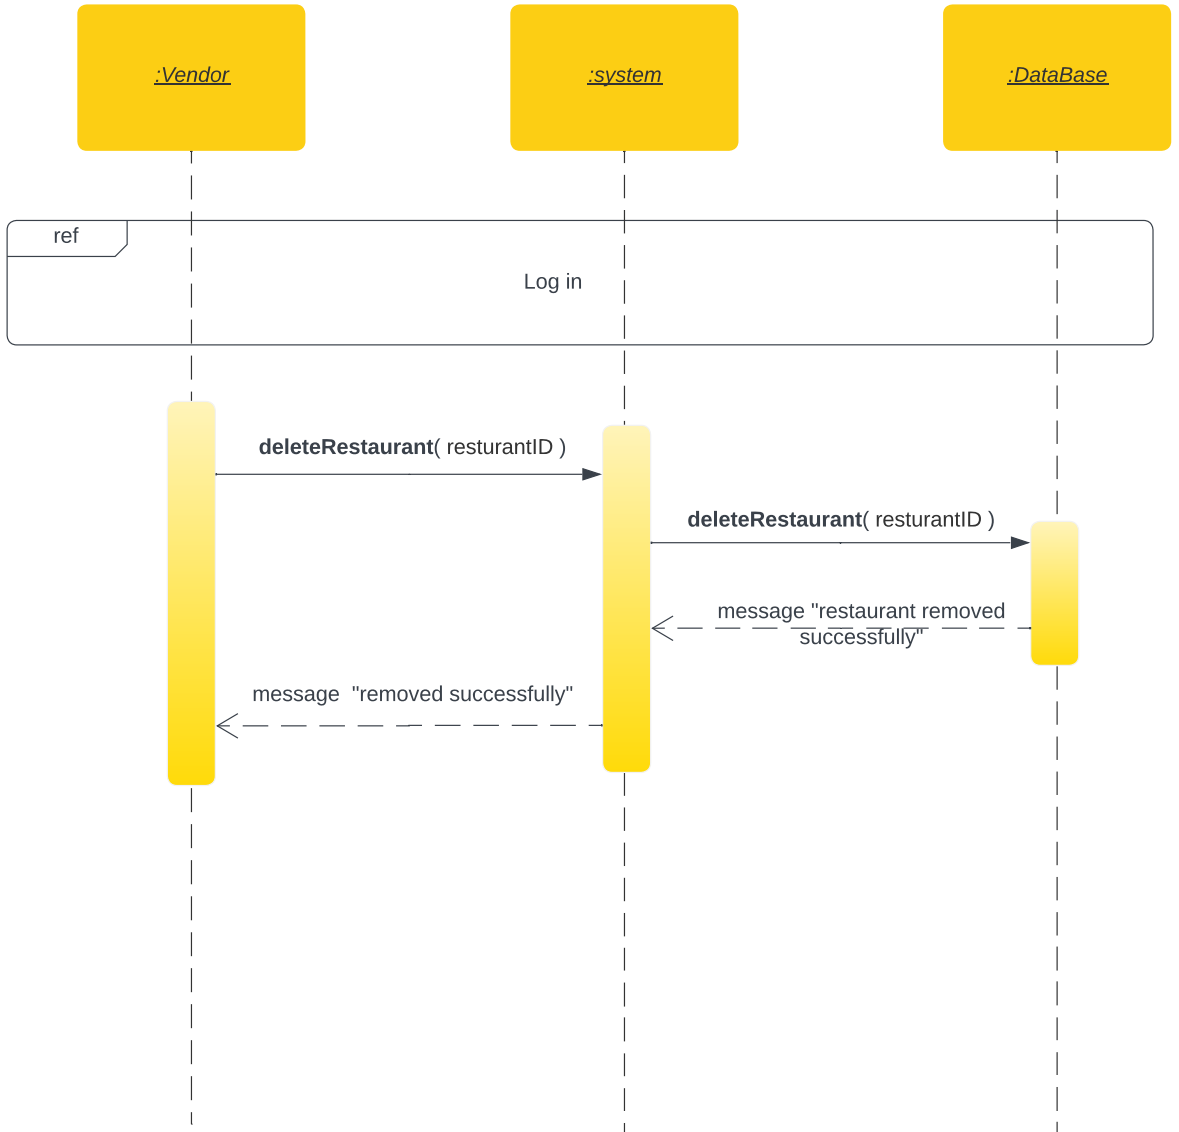 :Vendor
:system
:DataBase
ref
Log in
deleteRestaurant( resturantID )
deleteRestaurant( resturantID )
message "restaurant removed
successfully"
message  "removed successfully"